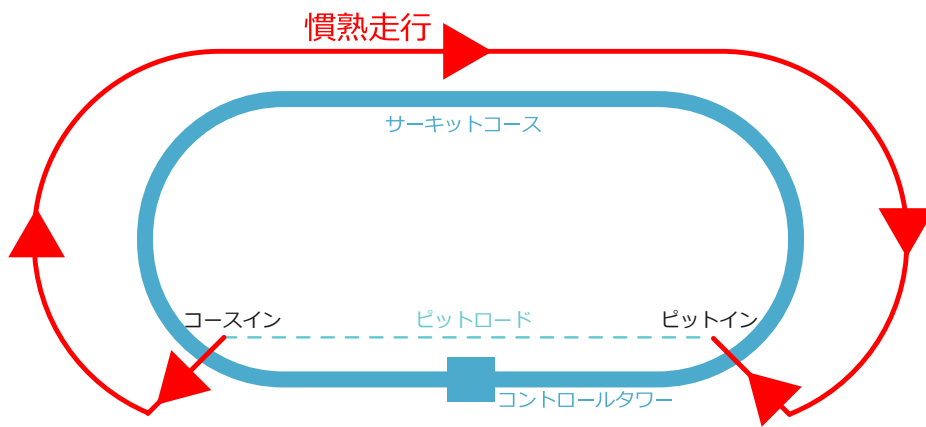 慣熟走行
サーキットコース
コースイン
ピットロード
ピットイン
コントロールタワー